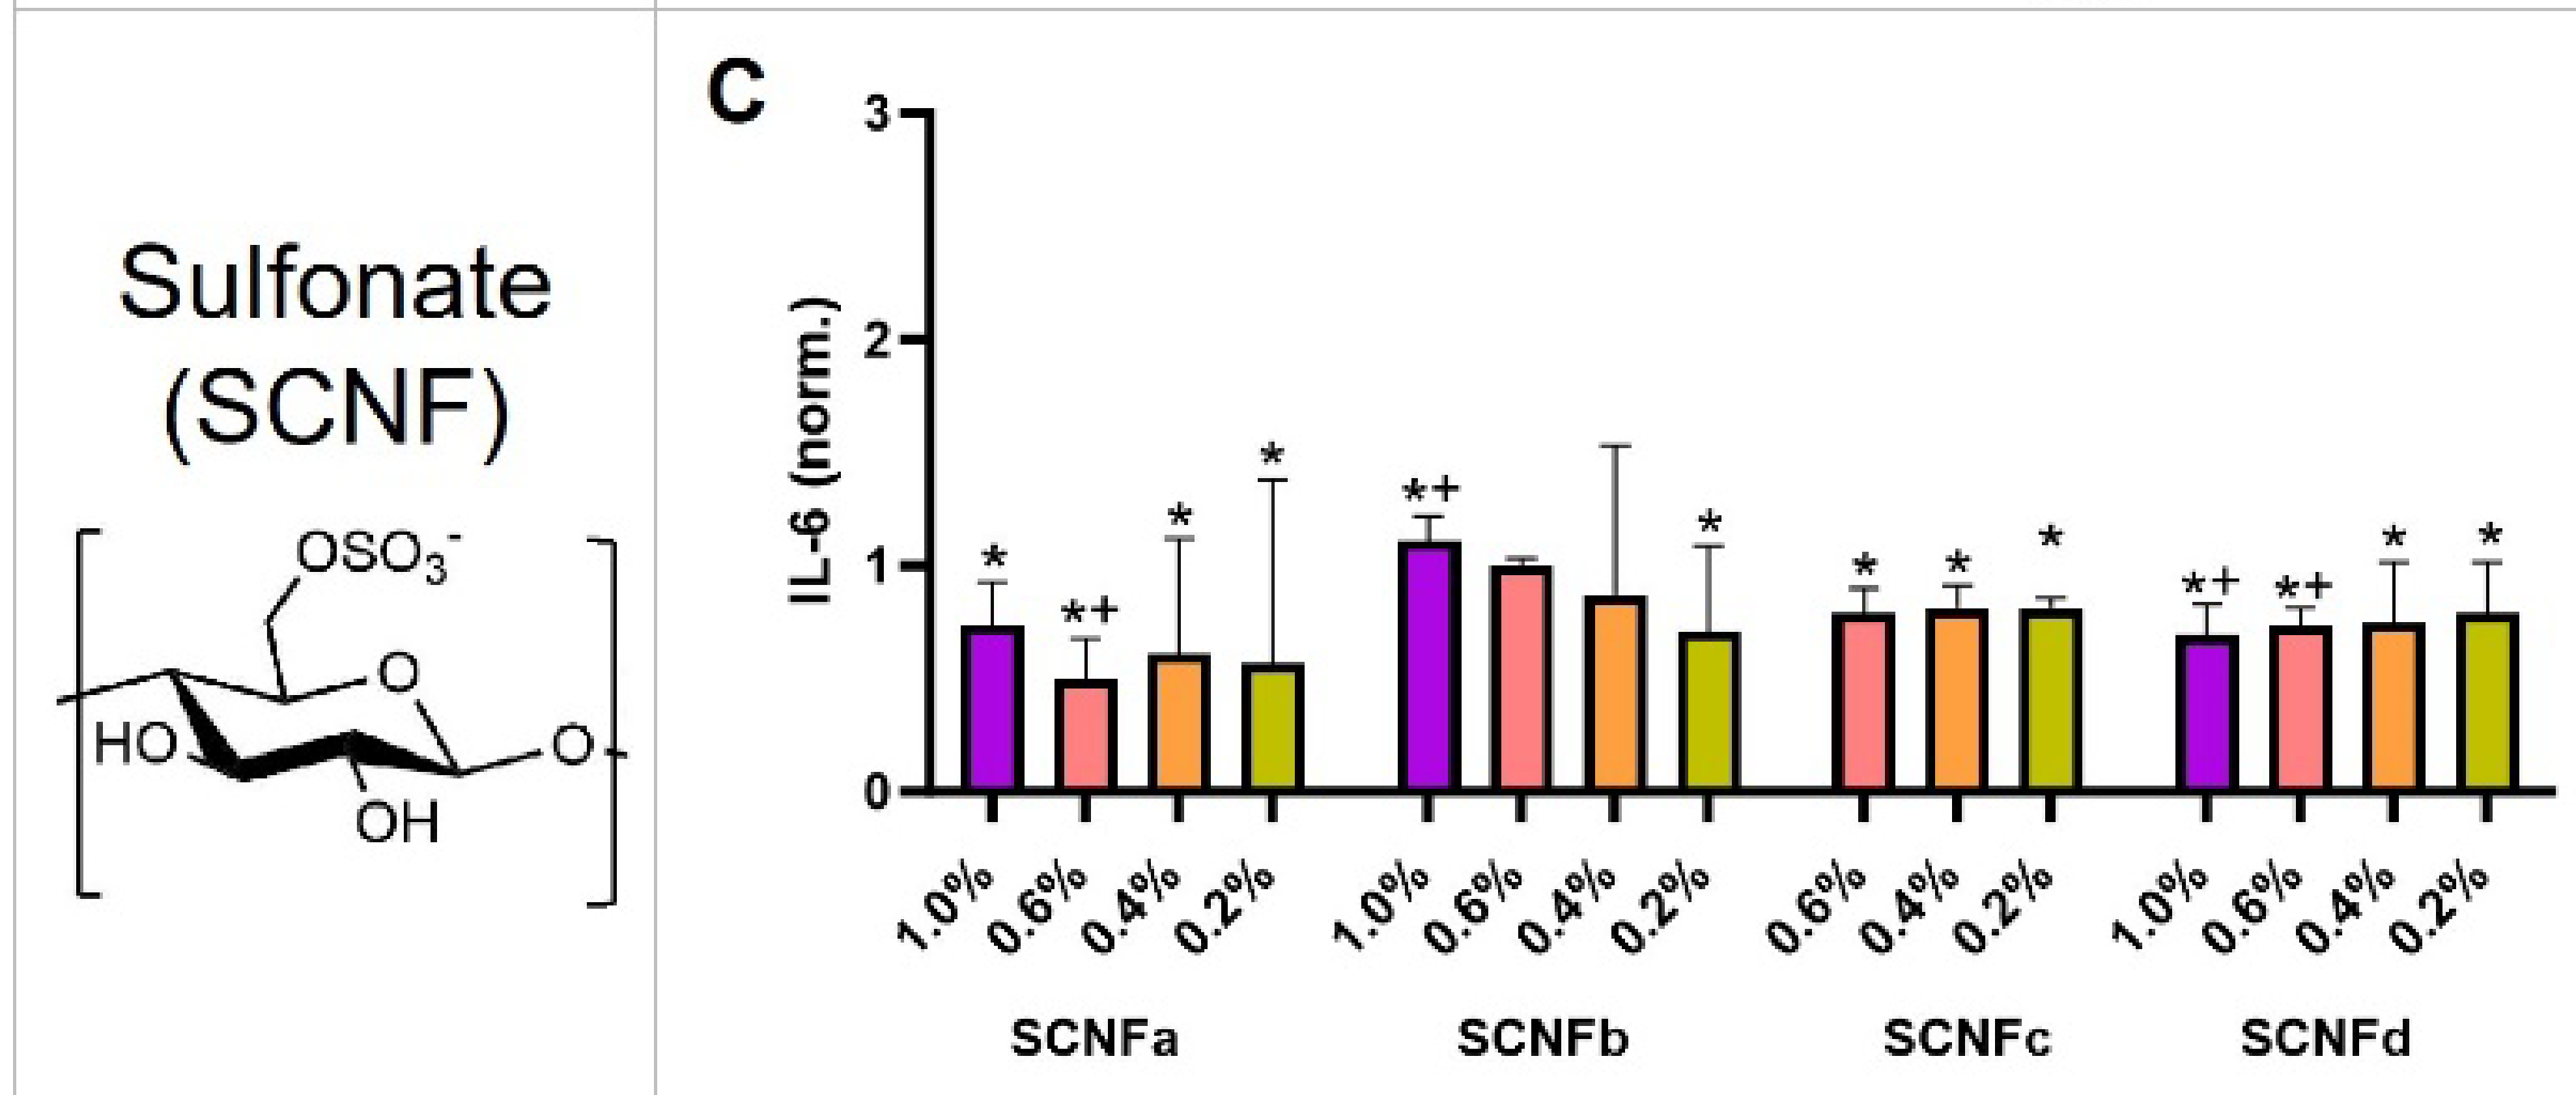 Sulfonate
(SCNF)
OSO₃⁻
O
HO
O
OH
C
3
2
1
0
IL-6 (norm.)
*
*+
*
*
*+
*
*
*
*
*+
*+
*
*
1.0%
0.6%
0.4%
0.2%
1.0%
0.6%
0.4%
0.2%
0.6%
0.4%
0.2%
1.0%
0.6%
0.4%
0.2%
SCNFa
SCNFb
SCNFc
SCNFd